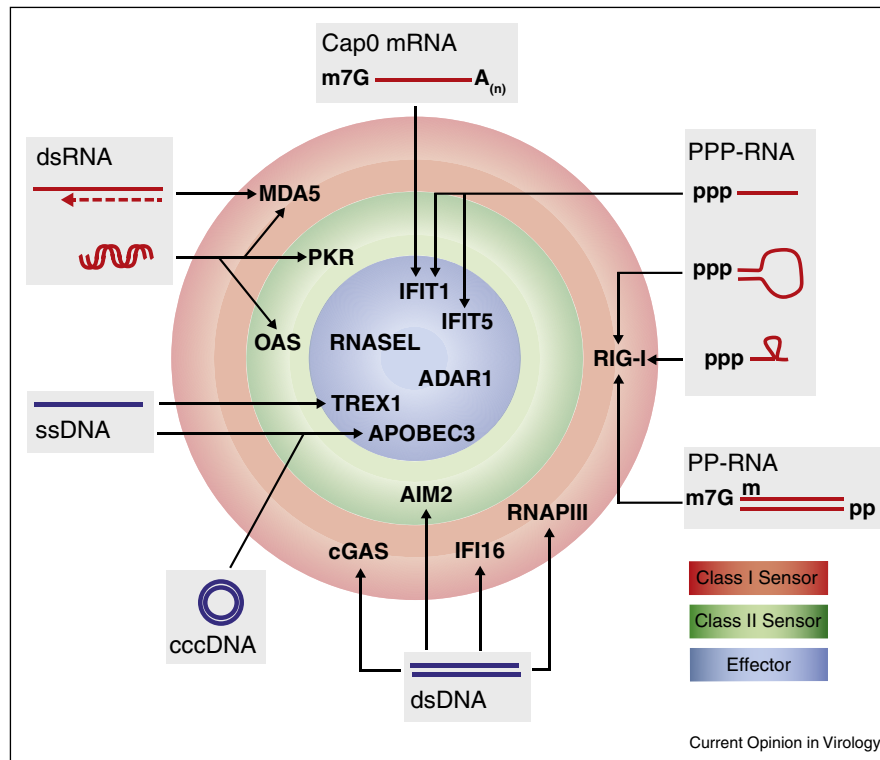 Cap0 mRNA
m7G A(n)
dsRNA
PPP-RNA
MDA5
ppp
PKR
ppp
IFIT1
IFIT5
OAS
RNASEL
RIG-I
ppp
ADAR1
TREX1
ssDNA
APOBEC3
PP-RNA
m7G m pp
AIM2
RNAPIII
cGAS
IFI16
Class I Sensor
Class II Sensor
Effector
cccDNA
dsDNA
Current Opinion in Virology